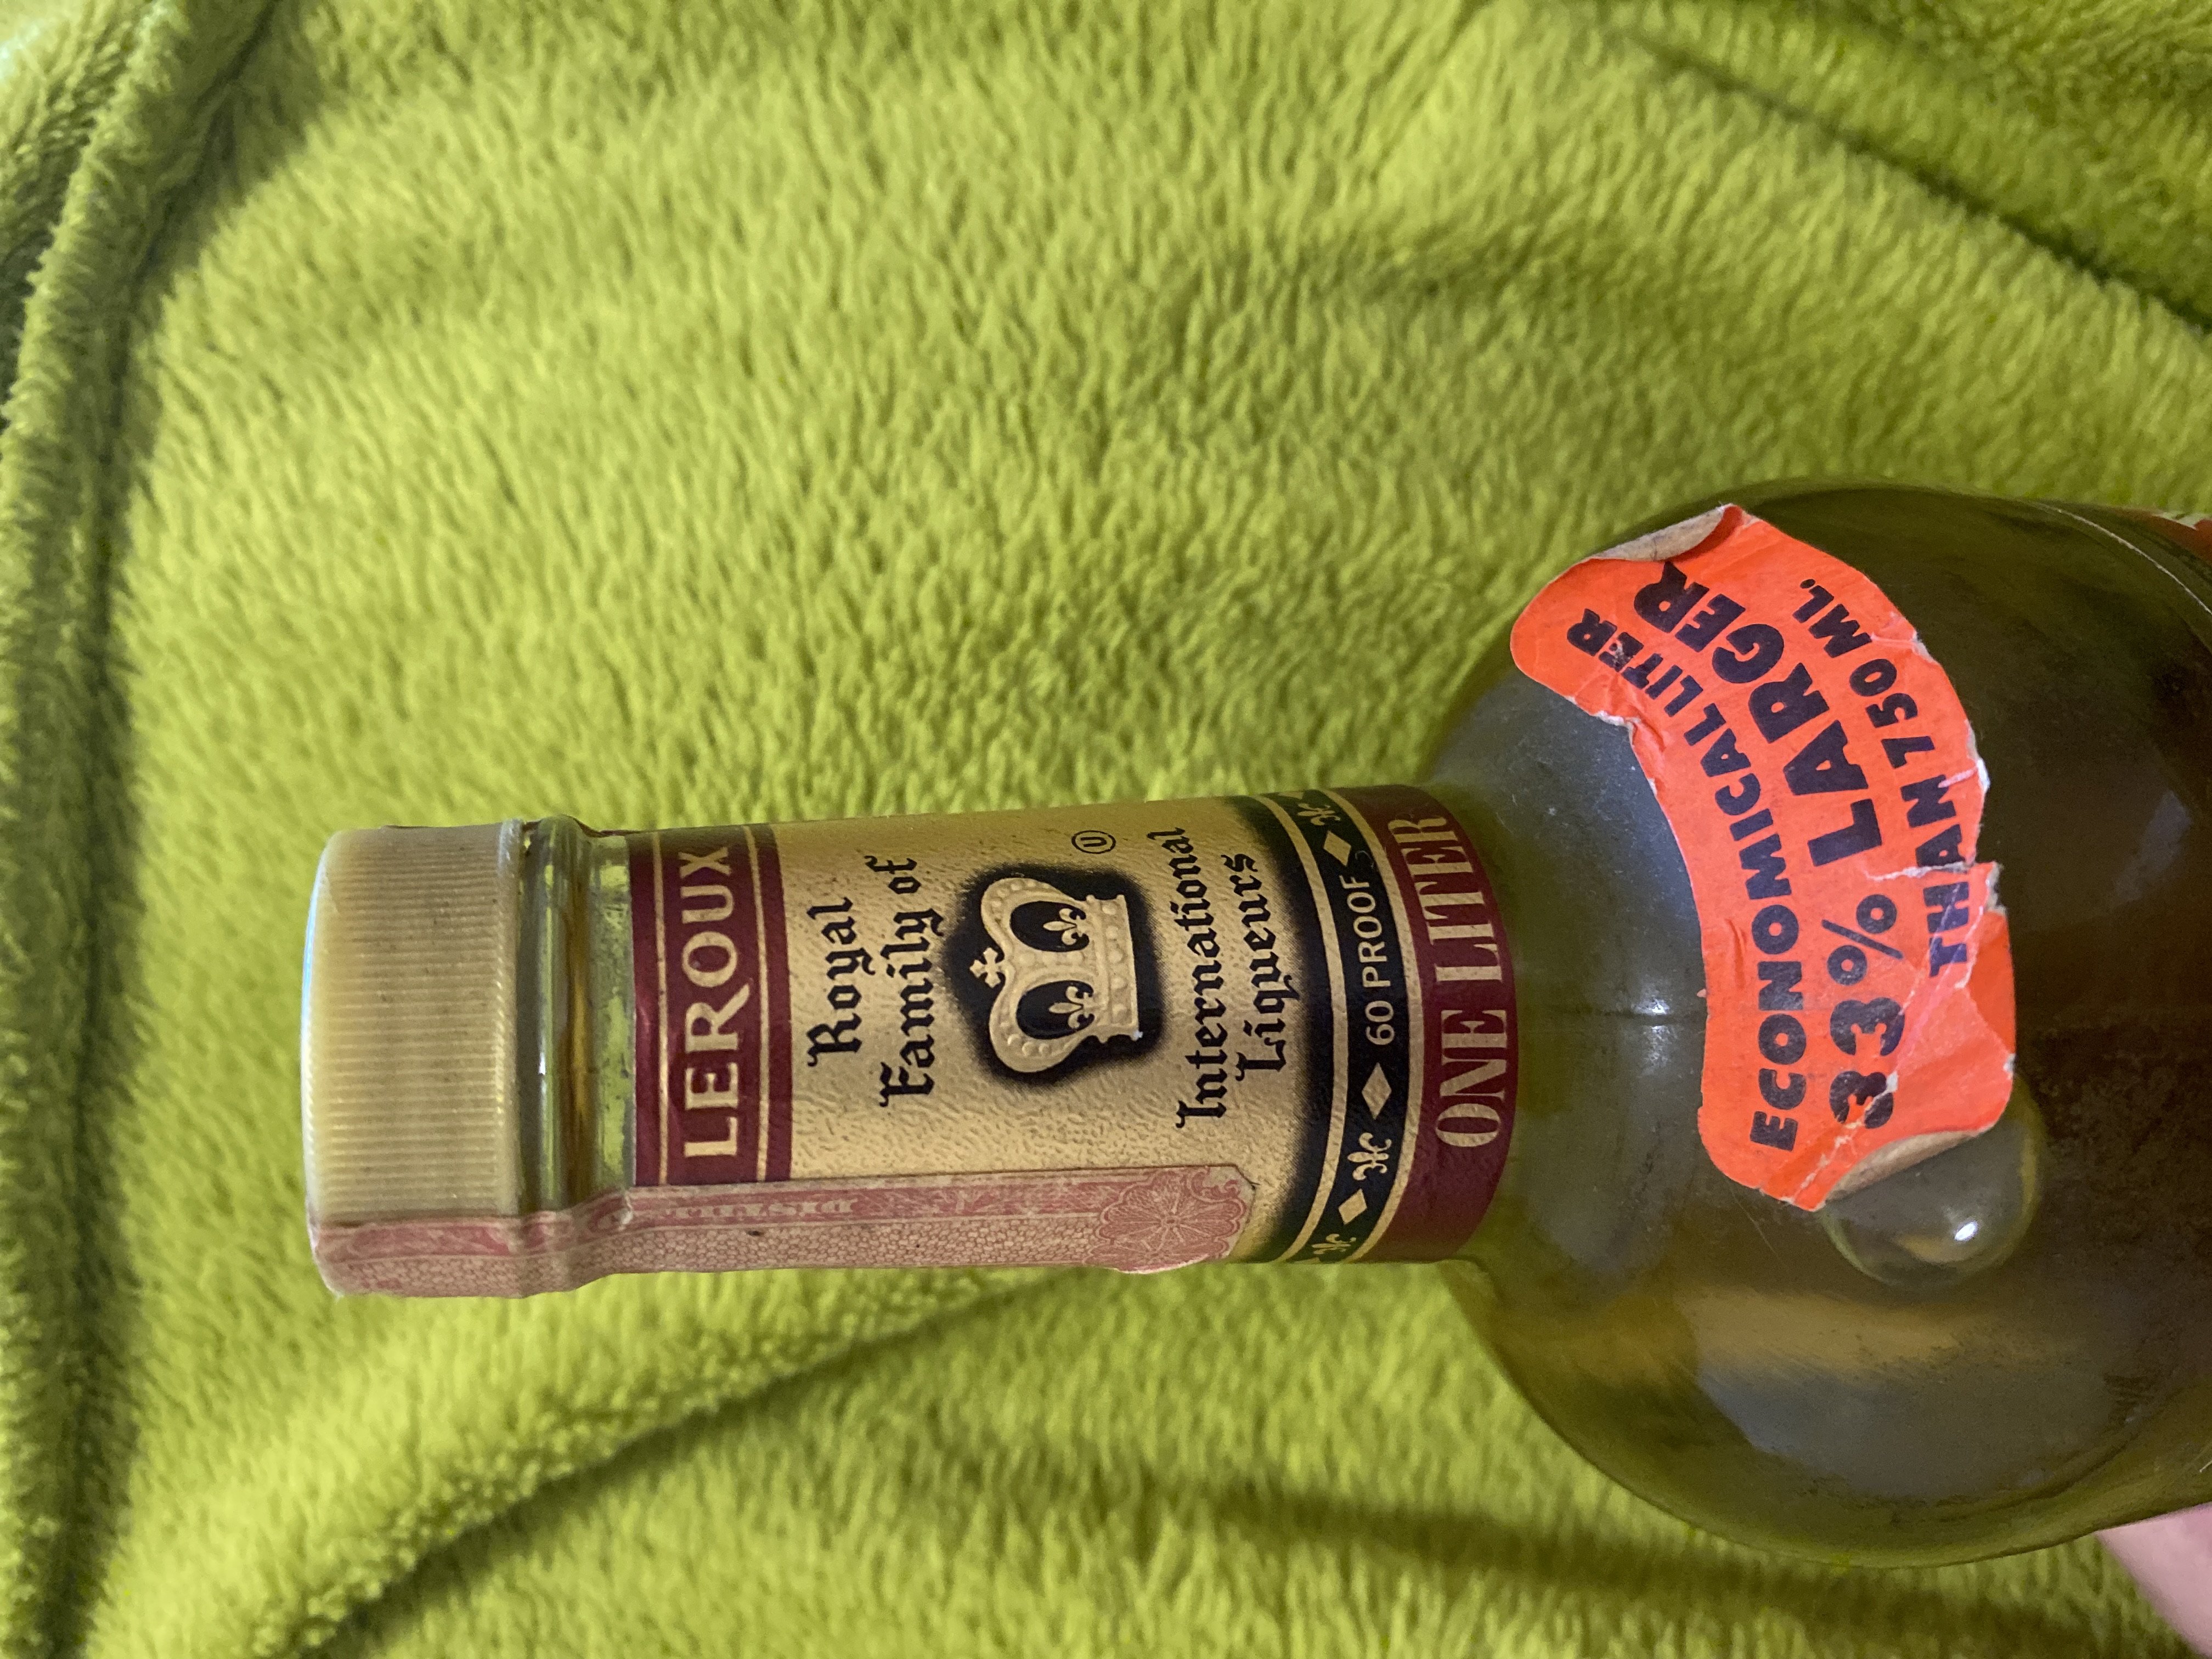 LEROUX
Royal
Family of
U
International
Liqueurs
60 PROOF
ONE LITER
ECONOMICAL LITER
33% LARGER
THAN 750 ML.